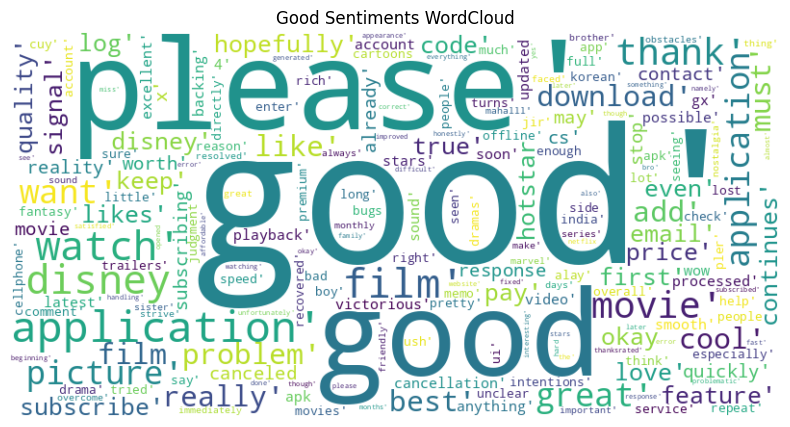 Good Sentiments WordCloud
please'
good'
good'
film'
film'
movie'
movie
movies'
application'
application'
disney'
disney
watch'
want'
picture'
problem'
really'
subscribe'
subscribing
subscribed'
great'
great
best'
cool'
feature'
thank'
download'
code'
hopefully'
log'
like'
likes'
true'
signal'
quality'
reality'
worth'
keep'
add'
email'
price'
first'
even'
must'
continues'
hotstar'
stop
pay'
okay'
okay'
love'
quickly'
response
response'
account
account'
already'
contact'
possible'
may'
cs'
gx'
jir'
backing
directly'
excellent'
cartoons
enter'
rich'
much'
updated
app
full'
korean'
brother'
obstacles'
thing'
appearance'
generated'
everything'
yes'
faced'
later'
later
something'
namely'
though'
though'
turns'
people'
people
offline'
soon'
enough
apk'
apk
lot'
seeing'
lost
nostalgia'
almost
bro'
check'
premium'
stars'
stars
always'
improved
honestly'
difficult'
correct'
miss'
error'
error
4'
x'
cuy'
sure'
reason'
resolved'
little'
fantasy'
see'
sound
sound'
judgment
long'
bugs
monthly
family'
seen'
dramas'
side
india'
also'
series'
make'
netflix
playback'
right'
speed'
trailers'
cellphone'
latest'
comment
sister'
strive'
satisfied'
opened
affordable'
handling'
watching'
unfortunately'
recovered'
bad
boy'
victorious'
memo'
pretty'
video'
alay'
marvel'
fixed'
days'
website'
ush'
ui'
friendly'
interesting'
hard
the'
wow
overall'
pler'
processed'
help'
smooth'
think'
especially'
fast'
thanksrated'
problematic'
service'
repeat'
important'
unclear
intentions'
anything'
cancellation'
canceled
drama'
tried'
say'
overcome'
beginning'
done'
immediately
months'
please